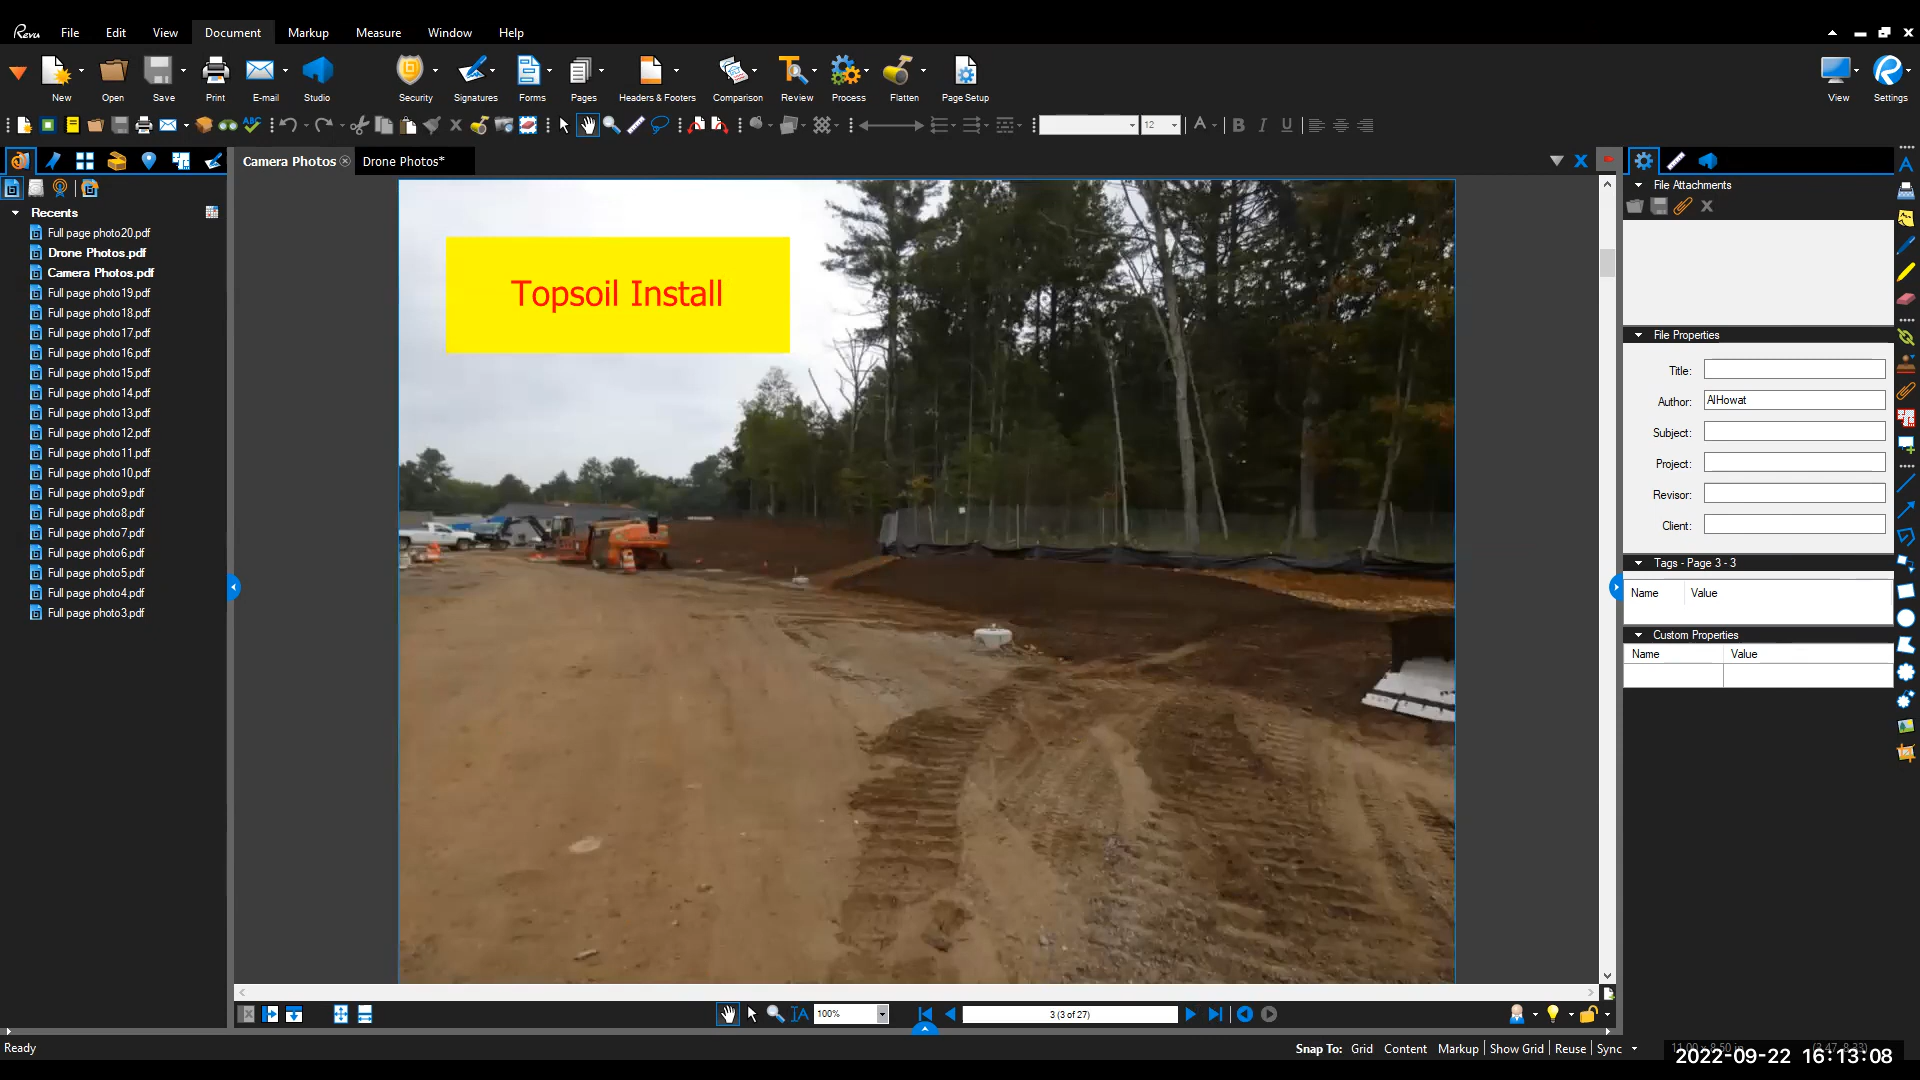 Revu File Edit View Document Markup Measure Window Help
New Open Save Print E-mail Studio Security Signatures Forms Pages Headers & Footers Comparison Review Process Flatten Page Setup View Settings
12
Camera Photos Drone Photos*
Recents
Full page photo20.pdf
Drone Photos.pdf
Camera Photos.pdf
Full page photo19.pdf
Full page photo18.pdf
Full page photo17.pdf
Full page photo16.pdf
Full page photo15.pdf
Full page photo14.pdf
Full page photo13.pdf
Full page photo12.pdf
Full page photo11.pdf
Full page photo10.pdf
Full page photo9.pdf
Full page photo8.pdf
Full page photo7.pdf
Full page photo6.pdf
Full page photo5.pdf
Full page photo4.pdf
Full page photo3.pdf
Topsoil Install
File Attachments
File Properties
Title:
Author: AlHowat
Subject:
Project:
Revisor:
Client:
Tags - Page 3 - 3
Name Value
Custom Properties
Name Value
100% 3 (3 of 27)
Ready Snap To: Grid Content Markup Show Grid Reuse Sync
2022-09-22 16:13:08